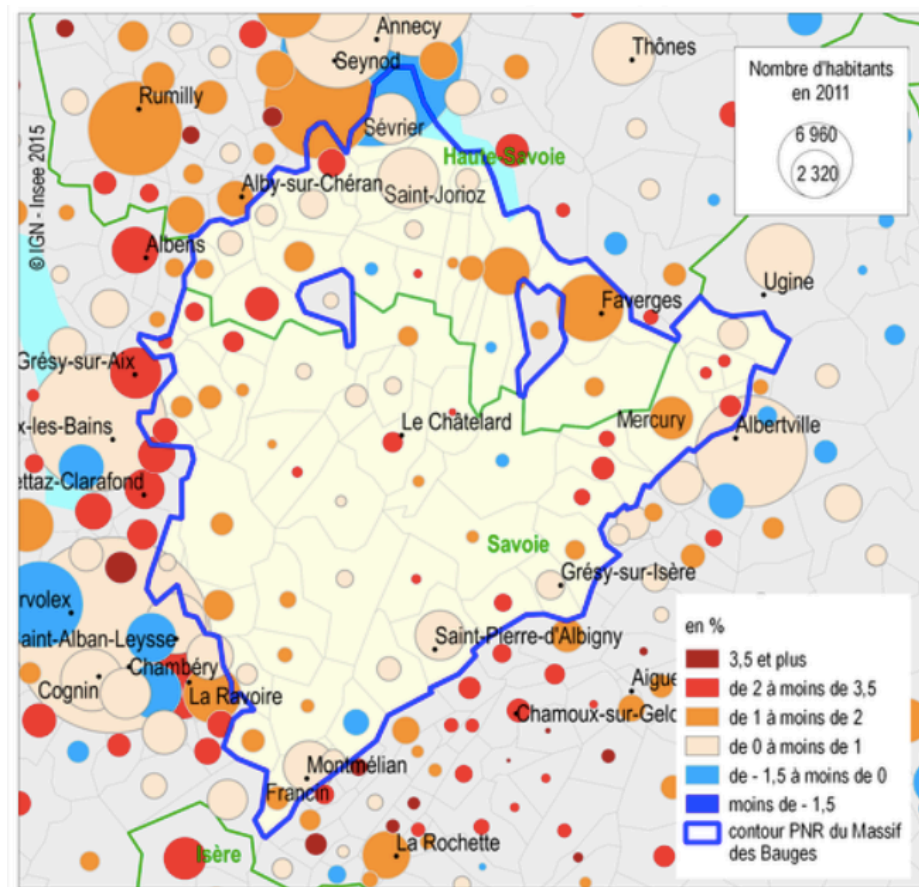 Annecy
Thônes
Seynod
Nombre d'habitants
en 2011
Rumilly
6 960
2 320
Sévrier
© IGN - Insee 2015
Haute-Savoie
Alby-sur-Chéran
Saint-Jorioz
Albens
Ugine
Faverges
Grésy-sur-Aix
Le Châtelard
Mercury
x-les-Bains
Albertville
ettaz-Clarafond
Savoie
Grésy-sur-Isère
rvolex
aint-Alban-Leysse
Saint-Pierre-d'Albigny
Chambéry
Cognin
La Ravoire
Aigue
Chamoux-sur-Gelo
Montmélian
Francin
La Rochette
Isère
en %
3,5 et plus
de 2 à moins de 3,5
de 1 à moins de 2
de 0 à moins de 1
de - 1,5 à moins de 0
moins de - 1,5
contour PNR du Massif
des Bauges